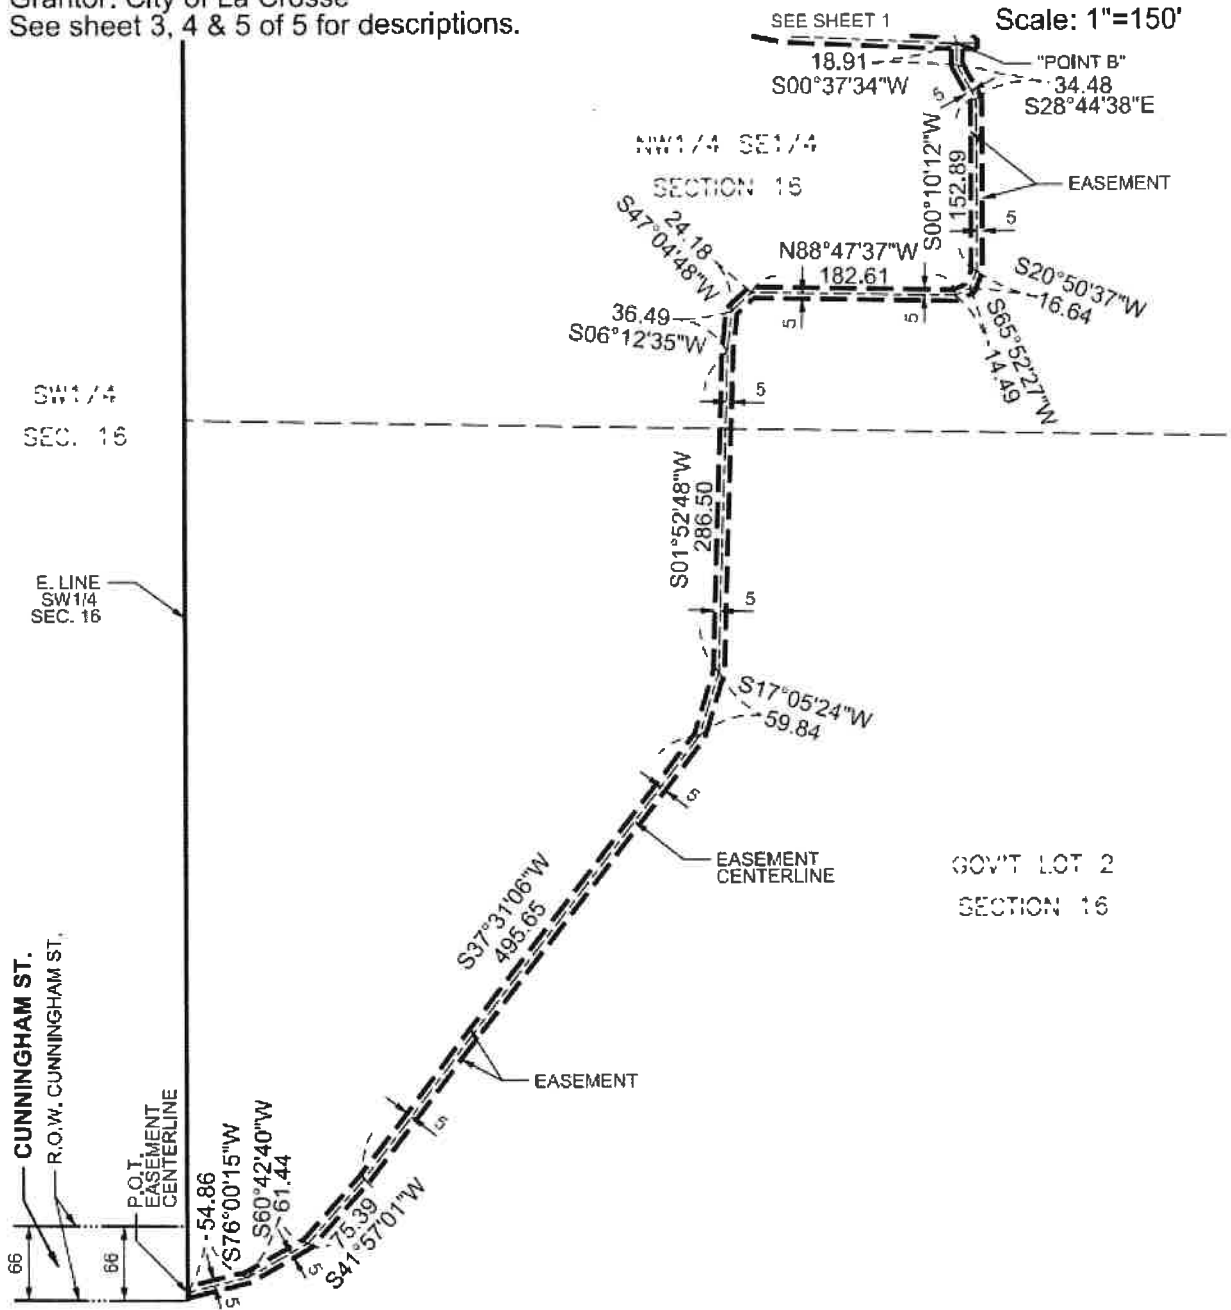 Grantor: City of La Crosse
See sheet 3, 4 & 5 of 5 for descriptions.
Scale: 1"=150'
SEE SHEET 1
"POINT B"
18.91
S00°37'34"W
34.48
S28°44'38"E
5
NW1/4 SE1/4
SECTION 16
S00°10'12"W
152.89
EASEMENT
5
24.18
S47°04'48"W
N88°47'37"W
182.61
S20°50'37"W
16.64
36.49
S06°12'35"W
5
5
S65°52'27"W
14.49
SW1/4
SEC. 16
5
S01°52'48"W
286.50
E. LINE
SW1/4
SEC. 16
5
S17°05'24"W
59.84
5
EASEMENT
CENTERLINE
GOV'T LOT 2
SECTION 16
S37°31'06"W
495.65
EASEMENT
5
CUNNINGHAM ST.
R.O.W. CUNNINGHAM ST.
P.O.T.
EASEMENT
CENTERLINE
54.86
S76°00'15"W
S60°42'40"W
61.44
75.39
S41°57'01"W
66
66
5
5